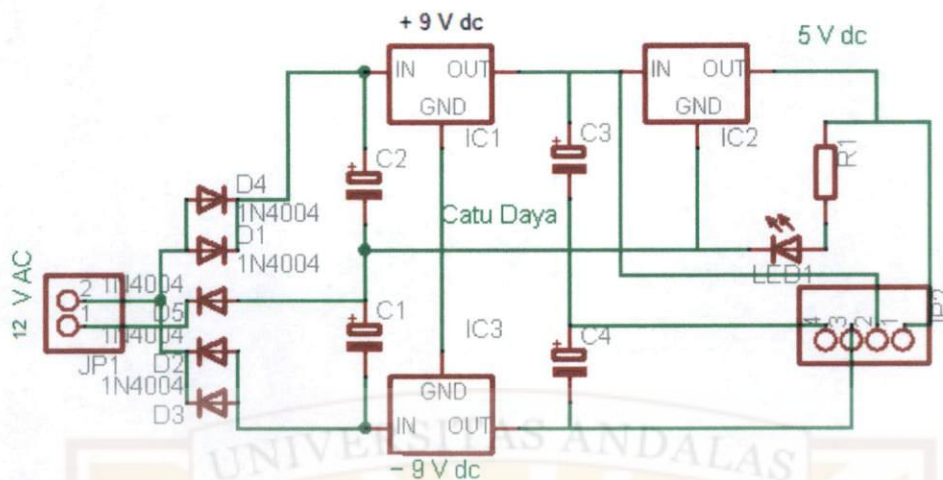 + 9 V dc
5 V dc
IN OUT
GND
IC1
IN OUT
GND
IC2
C2
C3
R1
D4
1N4004
D1
1N4004
Catu Daya
LED1
12 V AC
2
1
JP1
1N4004
D5
1N4004
D2
1N4004
D3
C1
IC3
C4
4 3 2 1
GND
IN OUT
- 9 V dc
UNIVERSITAS ANDALAS